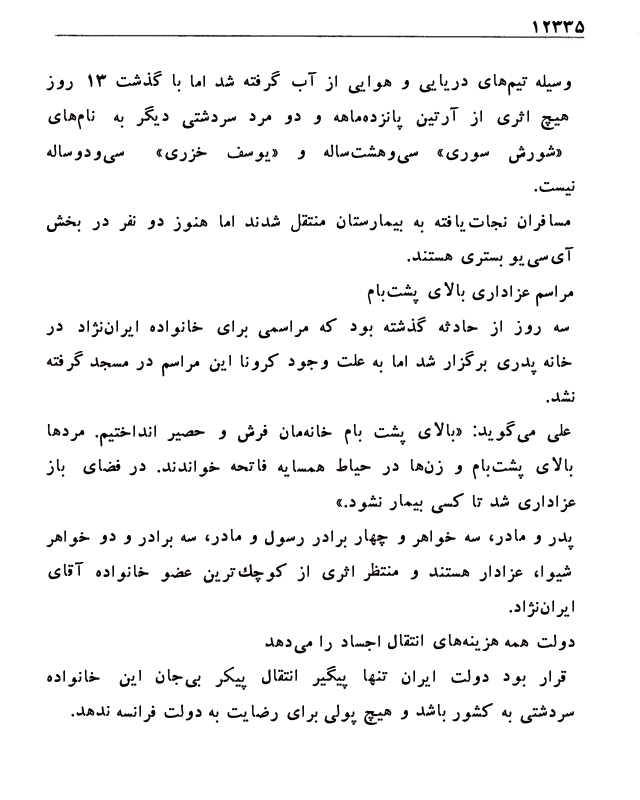 ۱۲۳۳۵
وسیله تیم‌های دریایی و هوایی از آب گرفته شد اما با گذشت ۱۳ روز
هیچ اثری از آرتین پانزده‌ماهه و دو مرد سردشتی دیگر به نام‌های
«شورش سوری» سی‌وهشت‌ساله و «یوسف خزری» سی‌ودوساله
نیست.
مسافران نجات‌یافته به بیمارستان منتقل شدند اما هنوز دو نفر در بخش
آی‌سی‌یو بستری هستند.
مراسم عزاداری بالای پشت‌بام
سه روز از حادثه گذشته بود که مراسمی برای خانواده ایران‌نژاد در
خانه پدری برگزار شد اما به علت وجود کرونا این مراسم در مسجد گرفته
نشد.
علی می‌گوید: «بالای پشت بام خانه‌مان فرش و حصیر انداختیم. مردها
بالای پشت‌بام و زن‌ها در حیاط همسایه فاتحه خواندند. در فضای باز
عزاداری شد تا کسی بیمار نشود.»
پدر و مادر، سه خواهر و چهار برادر رسول و مادر، سه برادر و دو خواهر
شیوا، عزادار هستند و منتظر اثری از کوچك‌ترین عضو خانواده آقای
ایران‌نژاد.
دولت همه هزینه‌های انتقال اجساد را می‌دهد
قرار بود دولت ایران تنها پیگیر انتقال پیکر بی‌جان این خانواده
سردشتی به کشور باشد و هیچ پولی برای رضایت به دولت فرانسه ندهد.